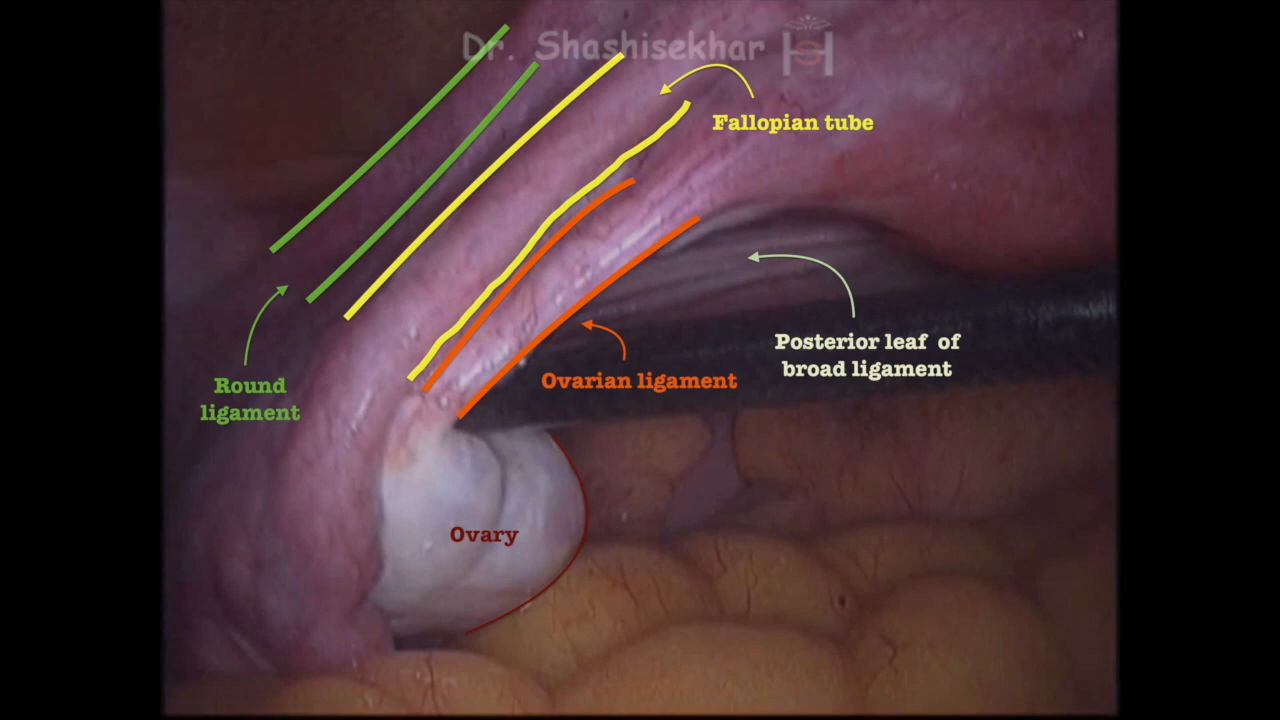 Dr. Shashisekhar
Fallopian tube
Posterior leaf of
broad ligament
Ovarian ligament
Round
ligament
Ovary